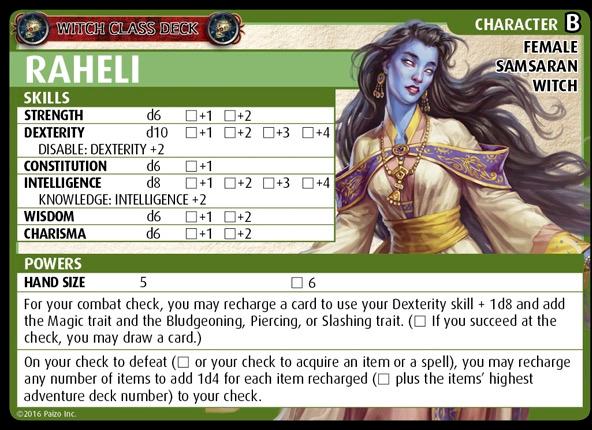 WITCH CLASS DECK
CHARACTER B
FEMALE
SAMSARAN
WITCH
RAHELI
SKILLS
STRENGTH d6 □+1 □+2
DEXTERITY d10 □+1 □+2 □+3 □+4
DISABLE: DEXTERITY +2
CONSTITUTION d6 □+1
INTELLIGENCE d8 □+1 □+2 □+3 □+4
KNOWLEDGE: INTELLIGENCE +2
WISDOM d6 □+1 □+2
CHARISMA d6 □+1 □+2
POWERS
HAND SIZE 5 □ 6
For your combat check, you may recharge a card to use your Dexterity skill + 1d8 and add
the Magic trait and the Bludgeoning, Piercing, or Slashing trait. (□ If you succeed at the
check, you may draw a card.)
On your check to defeat (□ or your check to acquire an item or a spell), you may recharge
any number of items to add 1d4 for each item recharged (□ plus the items' highest
adventure deck number) to your check.
©2016 Paizo Inc.